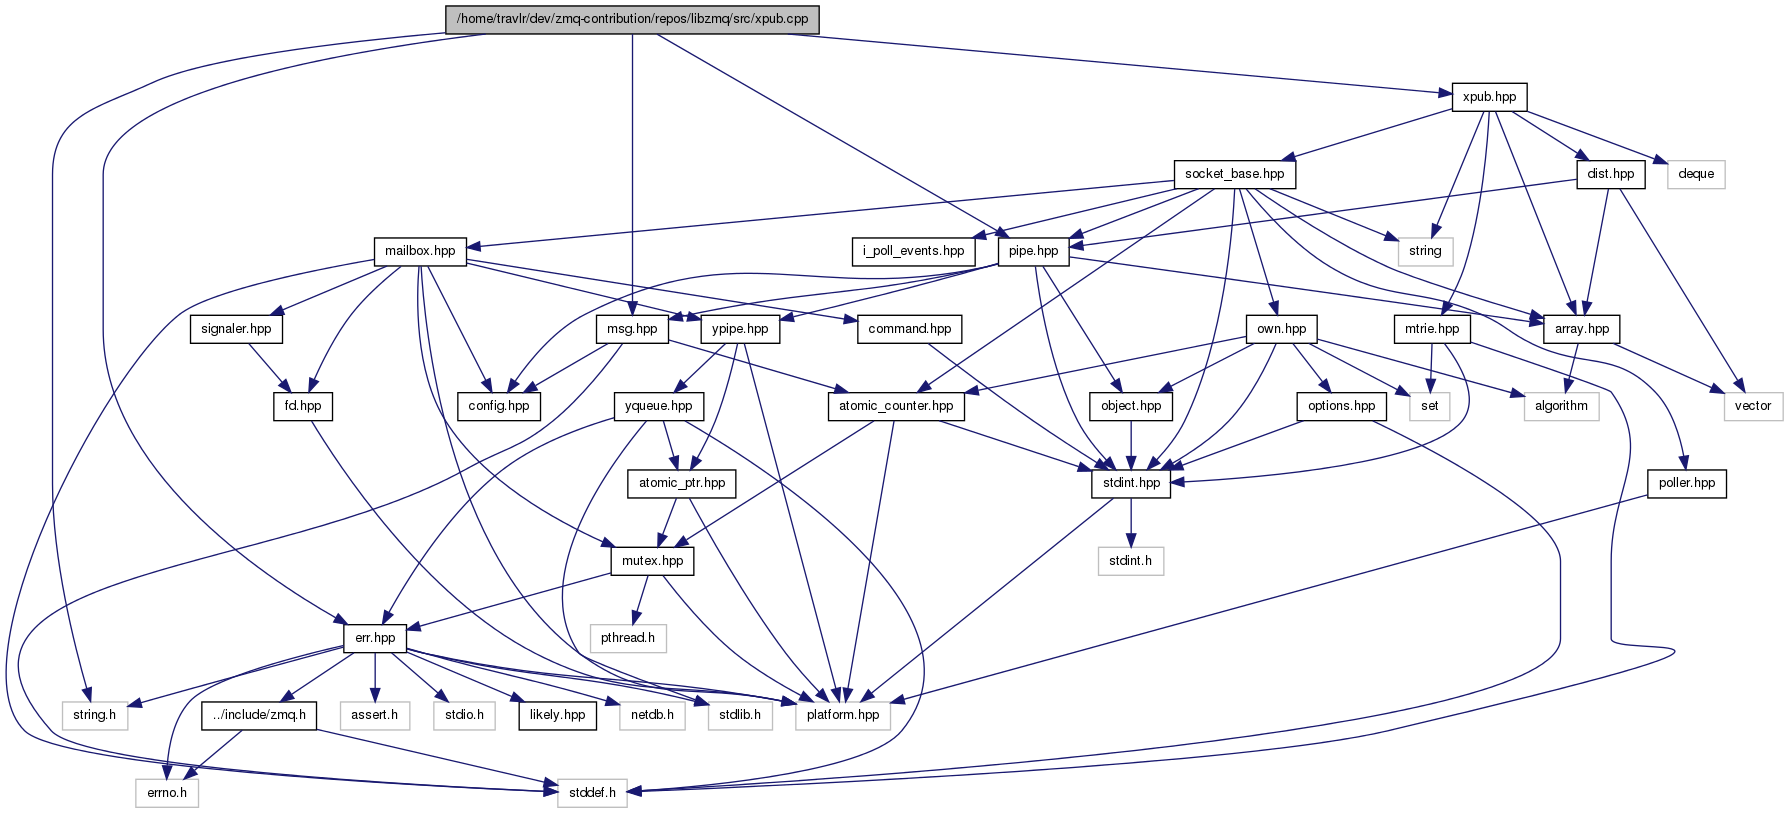 /home/travlr/dev/zmq-contribution/repos/libzmq/src/xpub.cpp
xpub.hpp
socket_base.hpp
dist.hpp
deque
mailbox.hpp
i_poll_events.hpp
pipe.hpp
string
signaler.hpp
msg.hpp
ypipe.hpp
command.hpp
own.hpp
mtrie.hpp
array.hpp
fd.hpp
config.hpp
yqueue.hpp
atomic_counter.hpp
object.hpp
options.hpp
set
algorithm
vector
atomic_ptr.hpp
stdint.hpp
poller.hpp
mutex.hpp
stdint.h
err.hpp
pthread.h
string.h
../include/zmq.h
assert.h
stdio.h
likely.hpp
netdb.h
stdlib.h
platform.hpp
errno.h
stddef.h